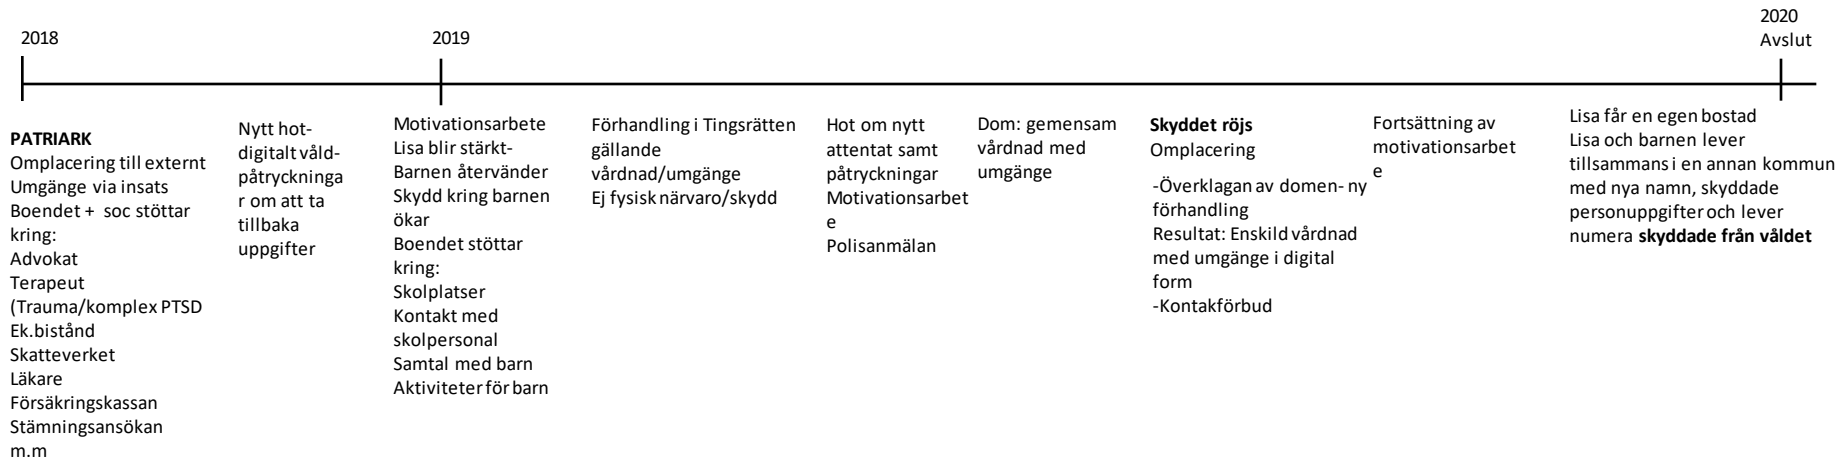 2018
2019
2020
Avslut
PATRIARK
Omplacering till externt
Umgänge via insats
Boendet + soc stöttar
kring:
Advokat
Terapeut
(Trauma/komplex PTSD
Ek.bistånd
Skatteverket
Läkare
Försäkringskassan
Stämningsansökan
m.m
Nytt hot-
digitalt våld-
påtryckninga
r om att ta
tillbaka
uppgifter
Motivationsarbete
Lisa blir stärkt-
Barnen återvänder
Skydd kring barnen
ökar
Boendet stöttar
kring:
Skolplatser
Kontakt med
skolpersonal
Samtal med barn
Aktiviteter för barn
Förhandling i Tingsrätten
gällande
vårdnad/umgänge
Ej fysisk närvaro/skydd
Hot om nytt
attentat samt
påtryckningar
Motivationsarbet
e
Polisanmälan
Dom: gemensam
vårdnad med
umgänge
Skyddet röjs
Omplacering
-Överklagan av domen- ny
förhandling
Resultat: Enskild vårdnad
med umgänge i digital
form
-Kontakförbud
Fortsättning av
motivationsarbet
e
Lisa får en egen bostad
Lisa och barnen lever
tillsammans i en annan kommun
med nya namn, skyddade
personuppgifter och lever
numera skyddade från våldet